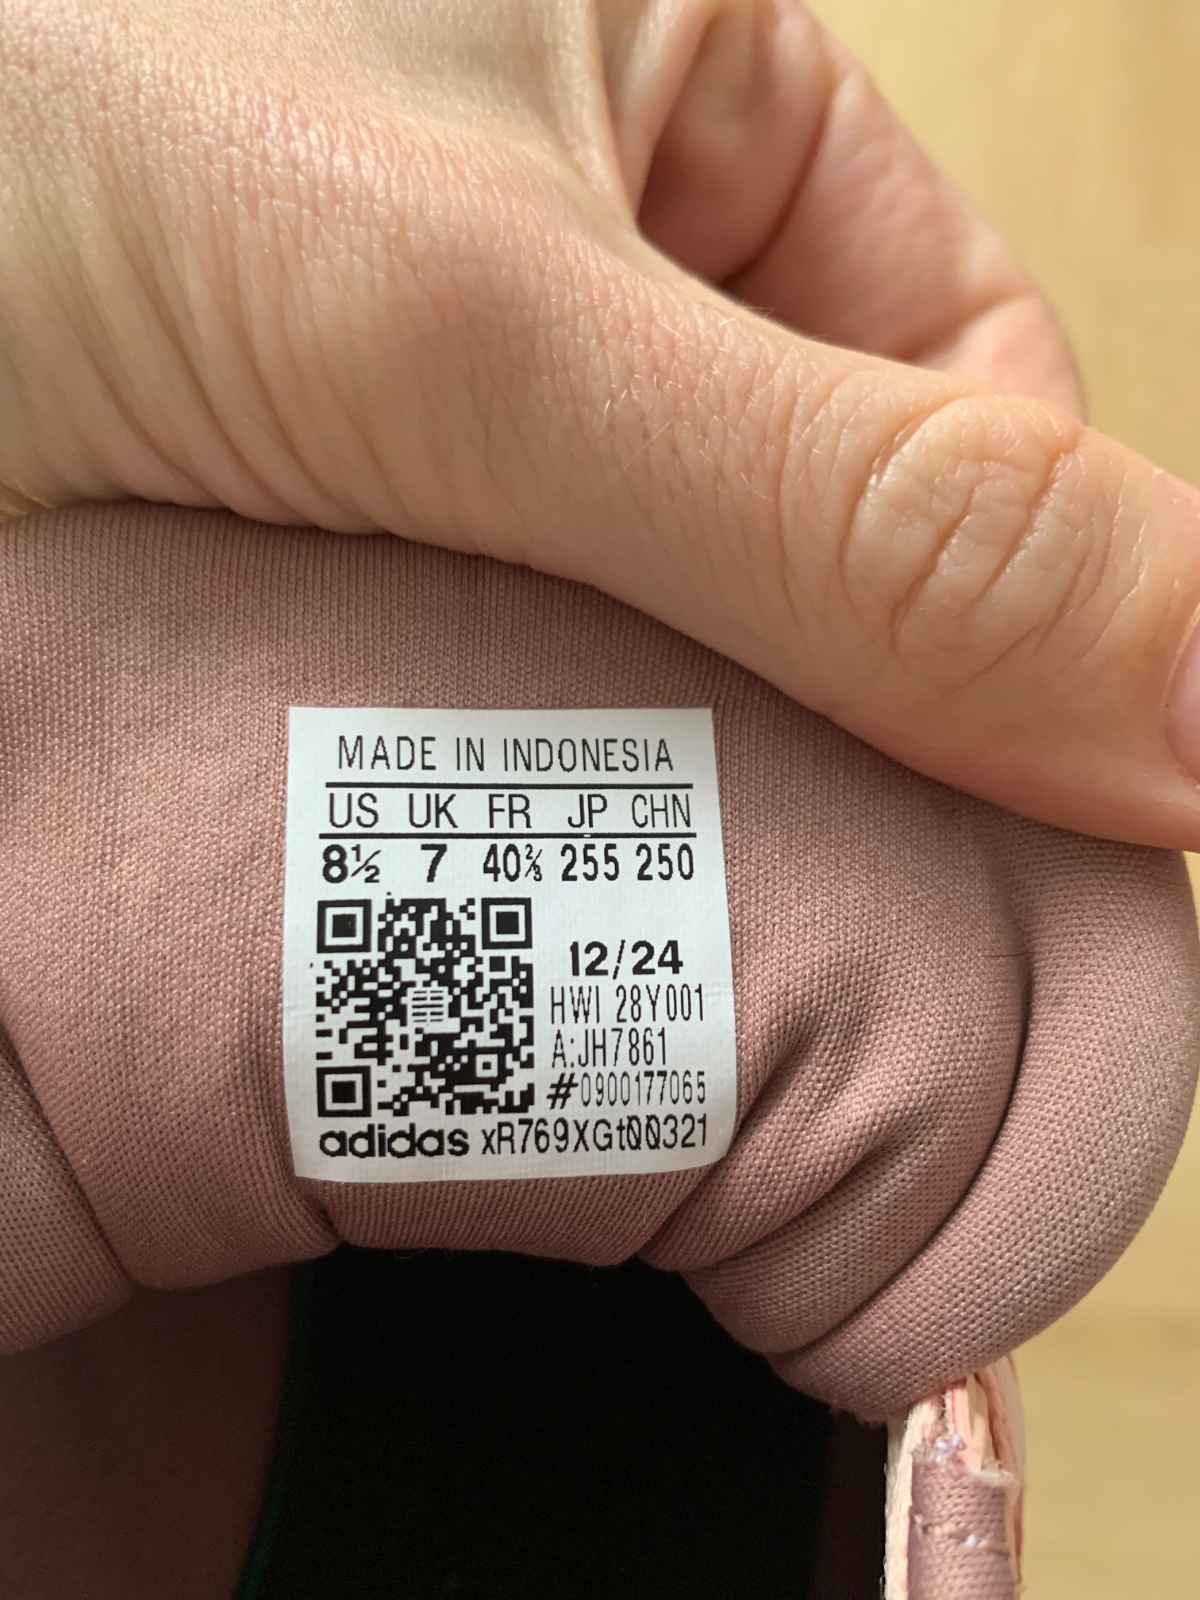 MADE IN INDONESIA
US UK FR JP CHN
8½ 7 40⅔ 255 250
12/24
HWI 28Y001
A:JH7861
#0900177065
adidas xR769XGt00321